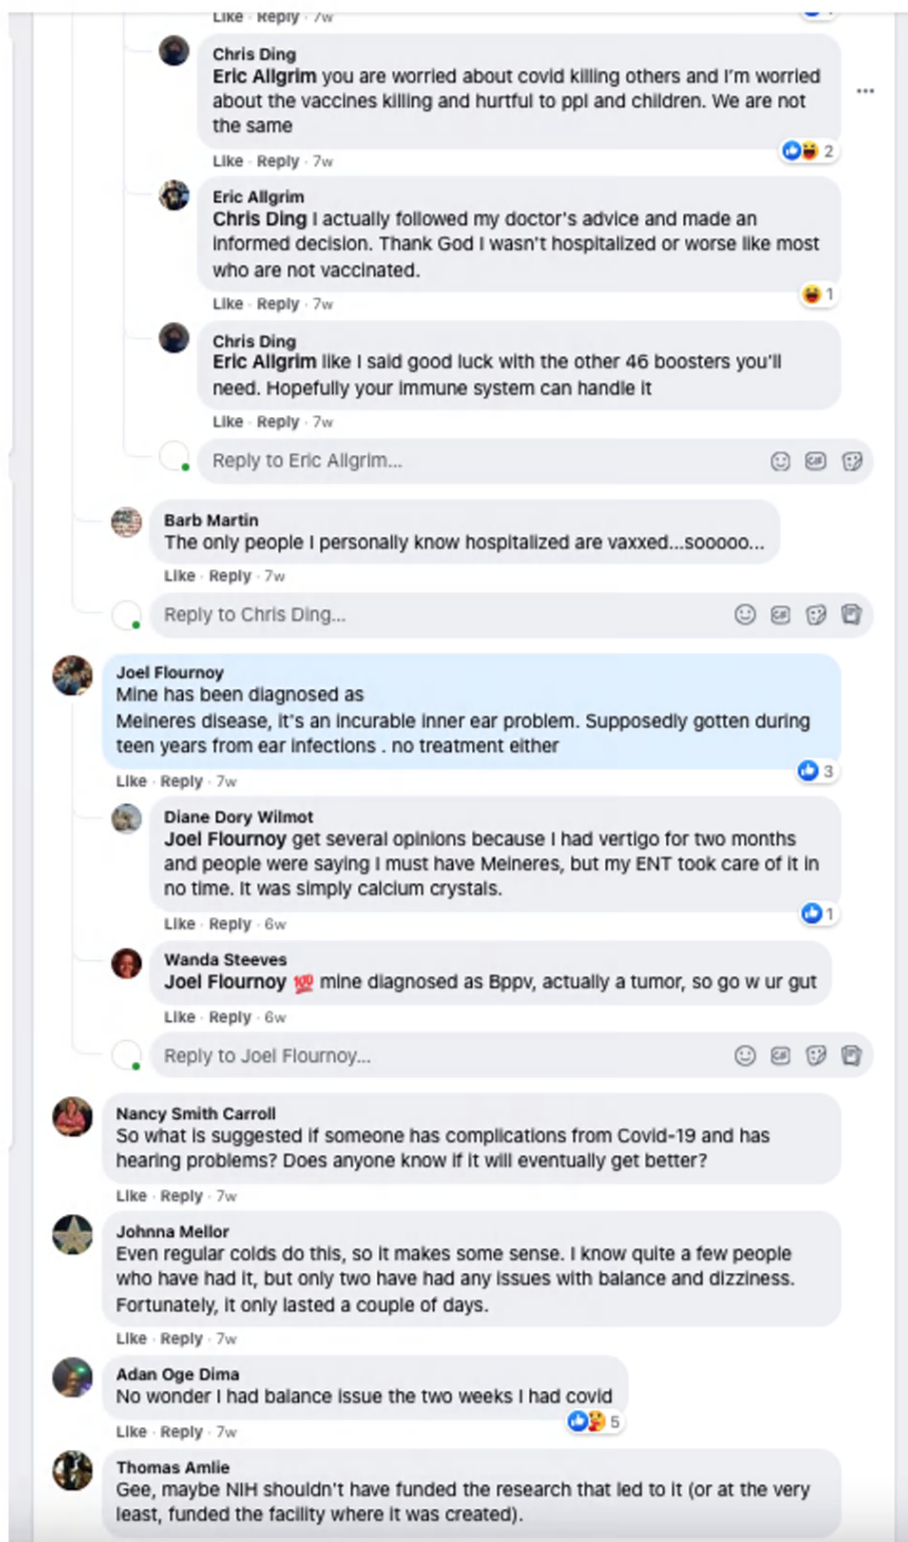 Like · Reply · 7w
Chris Ding
Eric Allgrim you are worried about covid killing others and I'm worried
about the vaccines killing and hurtful to ppl and children. We are not
the same
Like · Reply · 7w
2
Eric Allgrim
Chris Ding I actually followed my doctor's advice and made an
informed decision. Thank God I wasn't hospitalized or worse like most
who are not vaccinated.
Like · Reply · 7w
1
Chris Ding
Eric Allgrim like I said good luck with the other 46 boosters you'll
need. Hopefully your immune system can handle it
Like · Reply · 7w
Reply to Eric Allgrim...
GIF
Barb Martin
The only people I personally know hospitalized are vaxxed...sooooo...
Like · Reply · 7w
Reply to Chris Ding...
GIF
Joel Flournoy
Mine has been diagnosed as
Meineres disease, it's an incurable inner ear problem. Supposedly gotten during
teen years from ear infections . no treatment either
Like · Reply · 7w
3
Diane Dory Wilmot
Joel Flournoy get several opinions because I had vertigo for two months
and people were saying I must have Meineres, but my ENT took care of it in
no time. It was simply calcium crystals.
Like · Reply · 6w
1
Wanda Steeves
Joel Flournoy 💯 mine diagnosed as Bppv, actually a tumor, so go w ur gut
Like · Reply · 6w
Reply to Joel Flournoy...
GIF
Nancy Smith Carroll
So what is suggested if someone has complications from Covid-19 and has
hearing problems? Does anyone know if it will eventually get better?
Like · Reply · 7w
Johnna Mellor
Even regular colds do this, so it makes some sense. I know quite a few people
who have had it, but only two have had any issues with balance and dizziness.
Fortunately, it only lasted a couple of days.
Like · Reply · 7w
Adan Oge Dima
No wonder I had balance issue the two weeks I had covid
5
Like · Reply · 7w
Thomas Amlie
Gee, maybe NIH shouldn't have funded the research that led to it (or at the very
least, funded the facility where it was created).